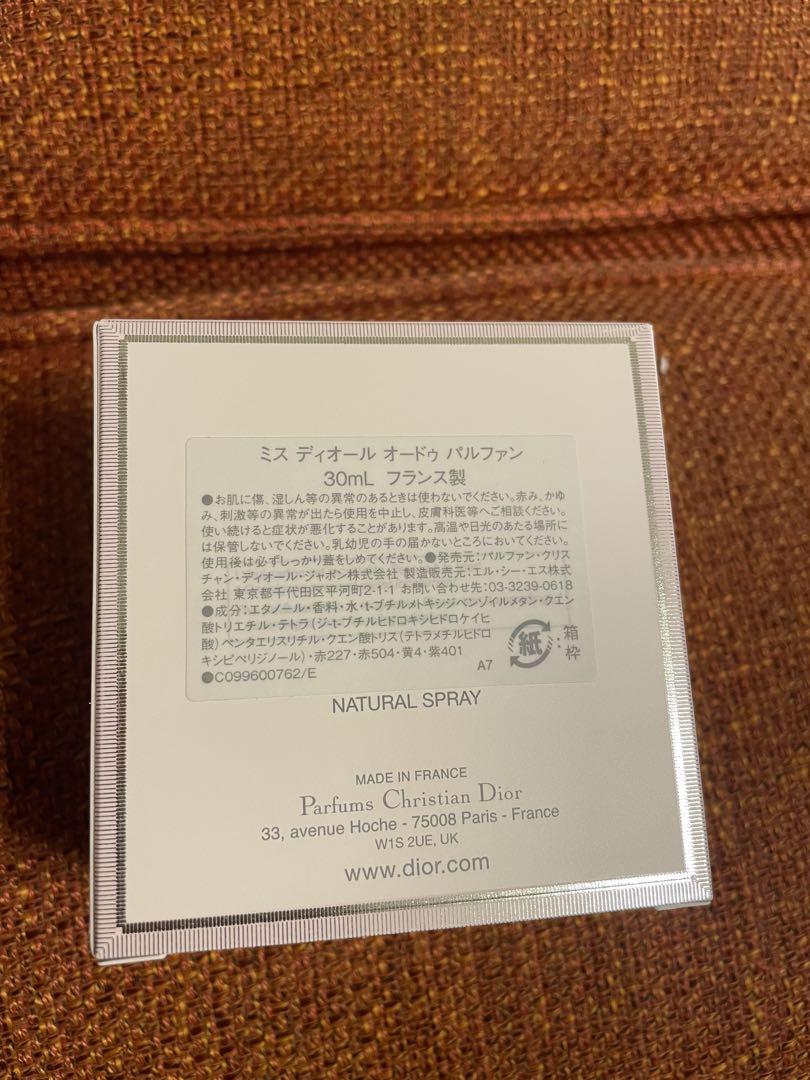 ミス ディオール オードゥ パルファン
30mL フランス製
●お肌に傷、湿しん等の異常のあるときは使わないでください。赤み、かゆ
み、刺激等の異常が出たら使用を中止し、皮膚科医等へご相談ください。
使い続けると症状が悪化することがあります。高温や日光のあたる場所に
は保管しないでください。乳幼児の手の届かないところにおいてください。
使用後は必ずしっかり蓋をしめてください。●発売元:パルファン・クリス
チャン・ディオール・ジャポン株式会社 製造販売元:エル・シー・エス株式
会社 東京都千代田区平河町2-1-1 お問い合わせ先:03-3239-0618
●成分:エタノール・香料・水・t-ブチルメトキシジベンゾイルメタン・クエン
酸トリエチル・テトラ(ジ-t-ブチルヒドロキシヒドロケイヒ
酸)ペンタエリスリチル・クエン酸トリス(テトラメチルヒドロ
キシピペリジノール)・赤227・赤504・黄4・紫401
●C099600762/E
A7
紙:箱
枠
NATURAL SPRAY
MADE IN FRANCE
Parfums Christian Dior
33, avenue Hoche - 75008 Paris - France
W1S 2UE, UK
www.dior.com